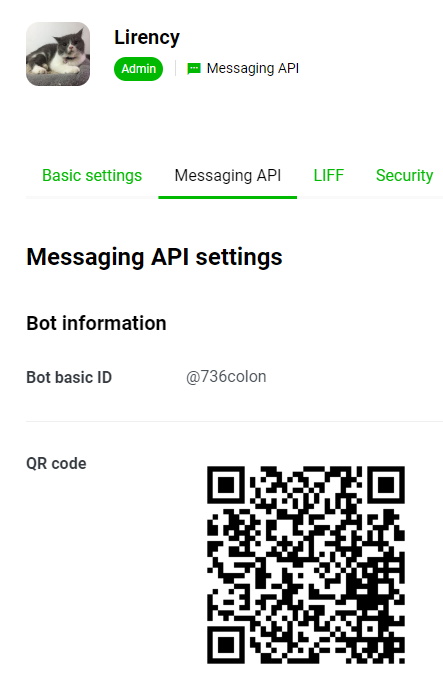 Lirency
Admin
Messaging API
Basic settings
Messaging API
LIFF
Security
Messaging API settings
Bot information
Bot basic ID
@736colon
QR code